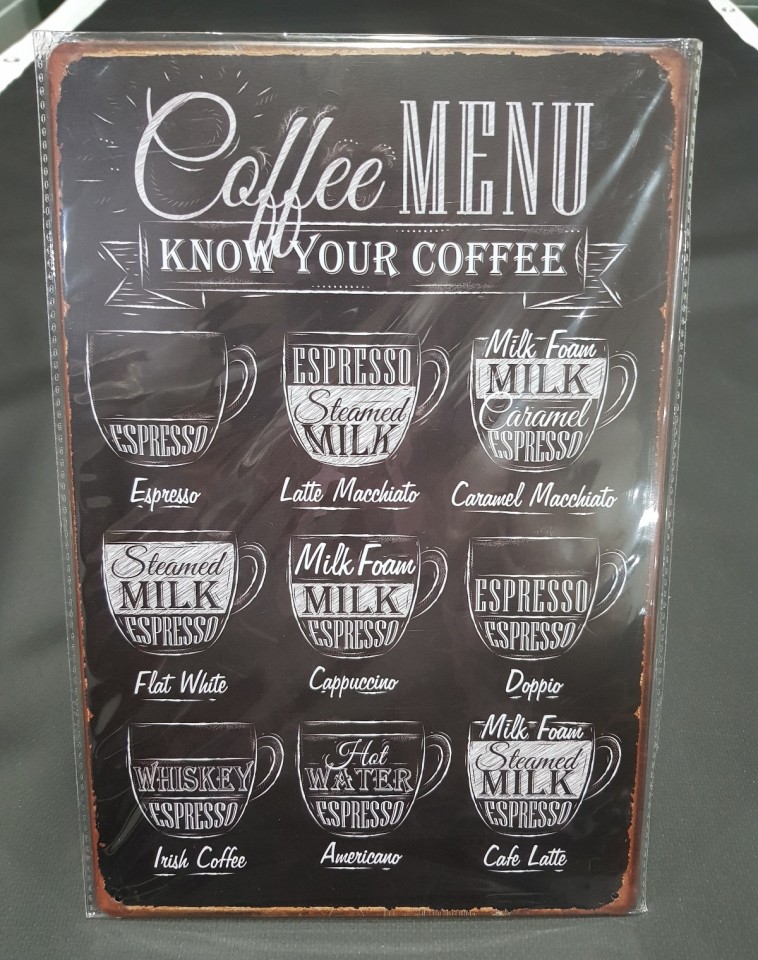 Coffee MENU
KNOW YOUR COFFEE
ESPRESSO
Espresso
ESPRESSO
Steamed
MILK
Latte Macchiato
Milk Foam
MILK
Caramel
ESPRESSO
Caramel Macchiato
Steamed
MILK
ESPRESSO
Flat White
Milk Foam
MILK
ESPRESSO
Cappuccino
ESPRESSO
ESPRESSO
Doppio
WHISKEY
ESPRESSO
Irish Coffee
Hot
WATER
ESPRESSO
Americano
Milk Foam
Steamed
MILK
ESPRESSO
Cafe Latte